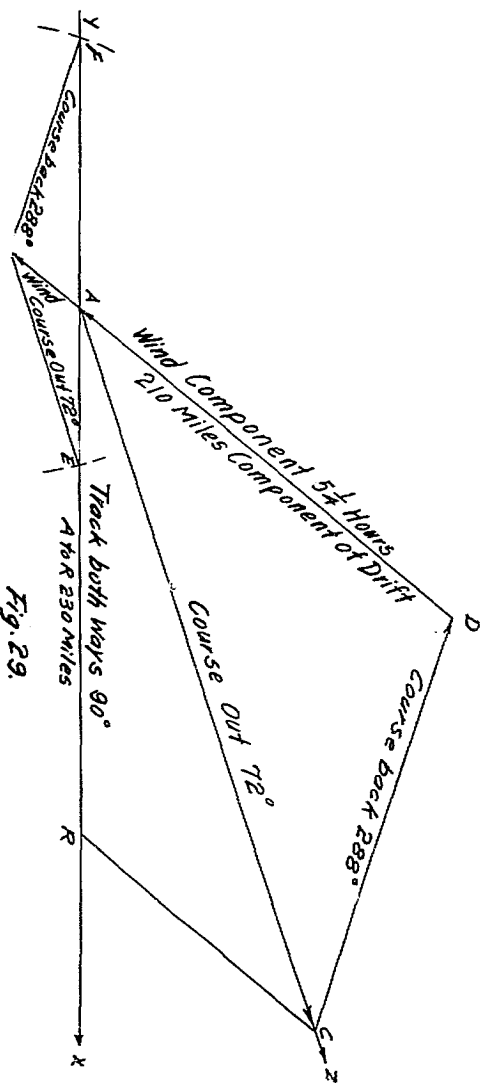 Y
F
Course back 288°
Wind
Course Out 72°
A
E
Wind Component 5¼ Hours
210 Miles Component of Drift
D
Course back 288°
Course Out 72°
Track both ways 90°
A to R 230 Miles
R
C
Z
X
Fig. 29.